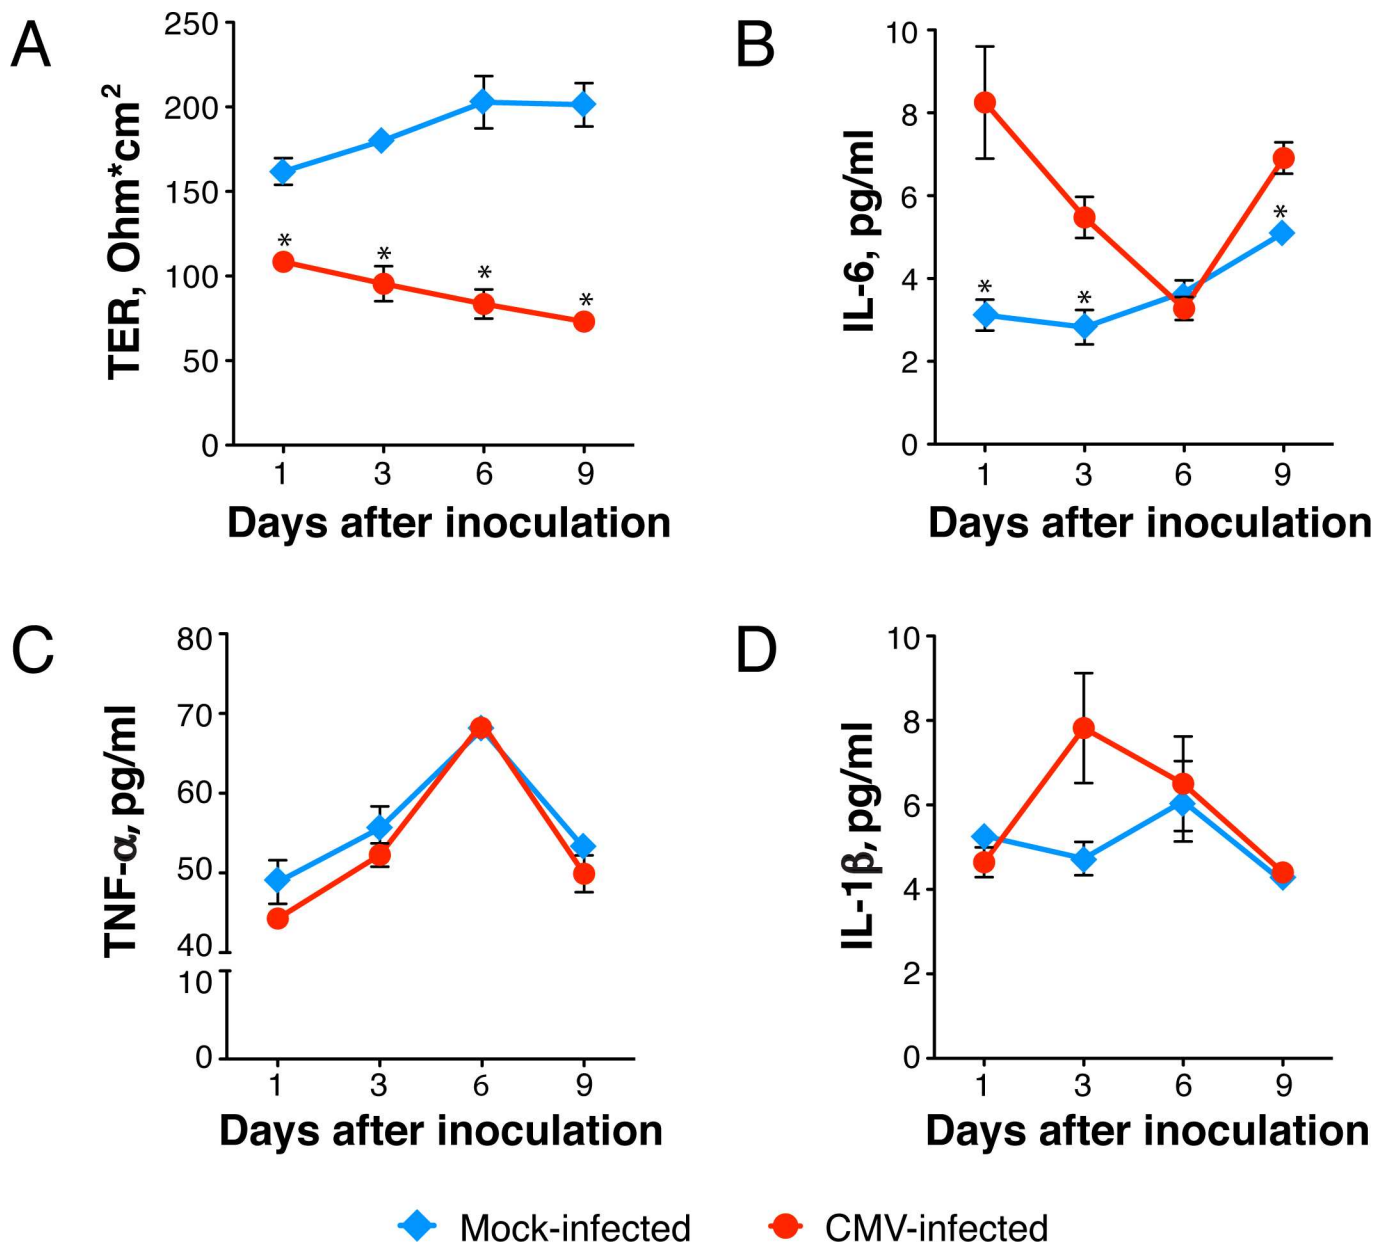 A
TER, Ohm*cm2
250
200
150
100
50
0
*
*
*
*
1 3 6 9
Days after inoculation
B
IL-6, pg/ml
10
8
6
4
2
0
*
*
*
1 3 6 9
Days after inoculation
C
TNF-α, pg/ml
80
70
60
50
40
10
0
1 3 6 9
Days after inoculation
D
IL-1β, pg/ml
10
8
6
4
2
0
1 3 6 9
Days after inoculation
Mock-infected
CMV-infected